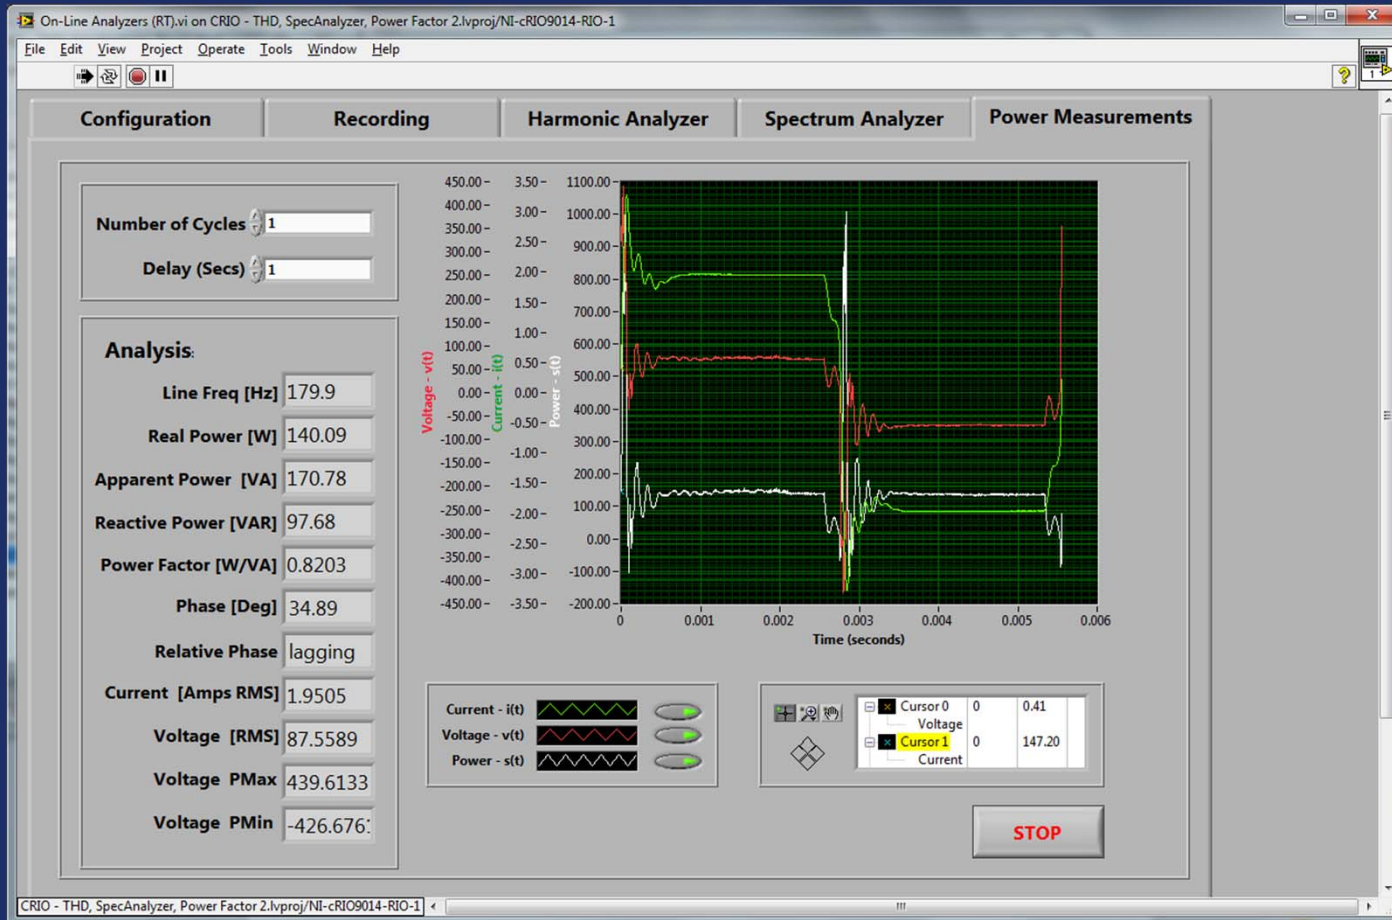 On-Line Analyzers (RT).vi on CRIO - THD, SpecAnalyzer, Power Factor 2.lvproj/NI-cRIO9014-RIO-1
File Edit View Project Operate Tools Window Help
1
Configuration Recording Harmonic Analyzer Spectrum Analyzer Power Measurements
Number of Cycles 1
Delay (Secs) 1
Analysis:
Line Freq [Hz] 179.9
Real Power [W] 140.09
Apparent Power [VA] 170.78
Reactive Power [VAR] 97.68
Power Factor [W/VA] 0.8203
Phase [Deg] 34.89
Relative Phase lagging
Current [Amps RMS] 1.9505
Voltage [RMS] 87.5589
Voltage PMax 439.6133
Voltage PMin -426.676
Voltage - v(t)
450.00
400.00
350.00
300.00
250.00
200.00
150.00
100.00
50.00
0.00
-50.00
-100.00
-150.00
-200.00
-250.00
-300.00
-350.00
-400.00
-450.00
Current - i(t)
3.50
3.00
2.50
2.00
1.50
1.00
0.50
0.00
-0.50
-1.00
-1.50
-2.00
-2.50
-3.00
-3.50
Power - s(t)
1100.00
1000.00
900.00
800.00
700.00
600.00
500.00
400.00
300.00
200.00
100.00
0.00
-100.00
-200.00
0 0.001 0.002 0.003 0.004 0.005 0.006
Time (seconds)
Current - i(t)
Voltage - v(t)
Power - s(t)
Cursor 0 0 0.41
Voltage
Cursor 1 0 147.20
Current
STOP
CRIO - THD, SpecAnalyzer, Power Factor 2.lvproj/NI-cRIO9014-RIO-1